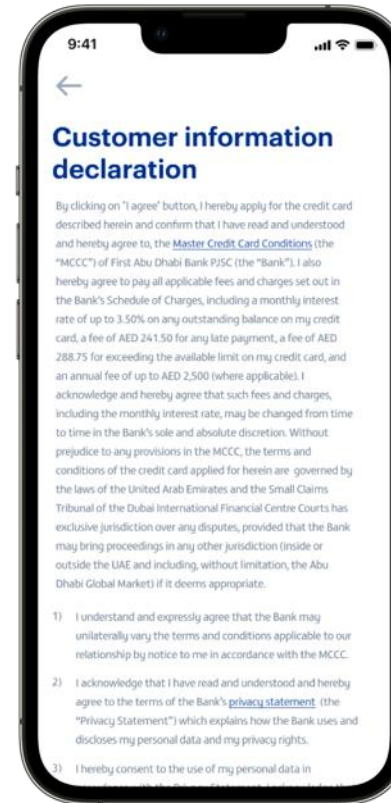 9:41
Customer information
declaration
By clicking on "I agree" button, I hereby apply for the credit card
described herein and confirm that I have read and understood
and hereby agree to, the Master Credit Card Conditions (the
"MCCC") of First Abu Dhabi Bank PJSC (the "Bank"). I also
hereby agree to pay all applicable fees and charges set out in
the Bank's Schedule of Charges, including a monthly interest
rate of up to 3.50% on any outstanding balance on my credit
card, a fee of AED 241.50 for any late payment, a fee of AED
288.75 for exceeding the available limit on my credit card, and
an annual fee of up to AED 2,500 (where applicable). I
acknowledge and hereby agree that such fees and charges,
including the monthly interest rate, may be changed from time
to time in the Bank's sole and absolute discretion. Without
prejudice to any provisions in the MCCC, the terms and
conditions of the credit card applied for herein are governed by
the laws of the United Arab Emirates and the Small Claims
Tribunal of the Dubai International Financial Centre Courts has
exclusive jurisdiction over any disputes, provided that the Bank
may bring proceedings in any other jurisdiction (inside or
outside the UAE and including, without limitation, the Abu
Dhabi Global Market) if it deems appropriate.
1) I understand and expressly agree that the Bank may
unilaterally vary the terms and conditions applicable to our
relationship by notice to me in accordance with the MCCC.
2) I acknowledge that I have read and understood and hereby
agree to the terms of the Bank's privacy statement (the
"Privacy Statement") which explains how the Bank uses and
discloses my personal data and my privacy rights.
3) I hereby consent to the use of my personal data in